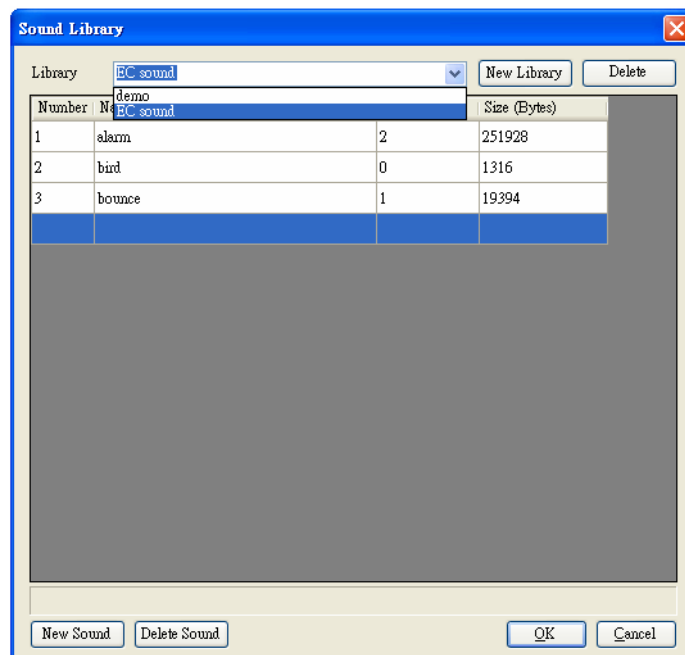 Sound Library
Library EC sound New Library Delete
demo
EC sound
Number Size (Bytes)
1 alarm 2 251928
2 bird 0 1316
3 bounce 1 19394
New Sound Delete Sound OK Cancel